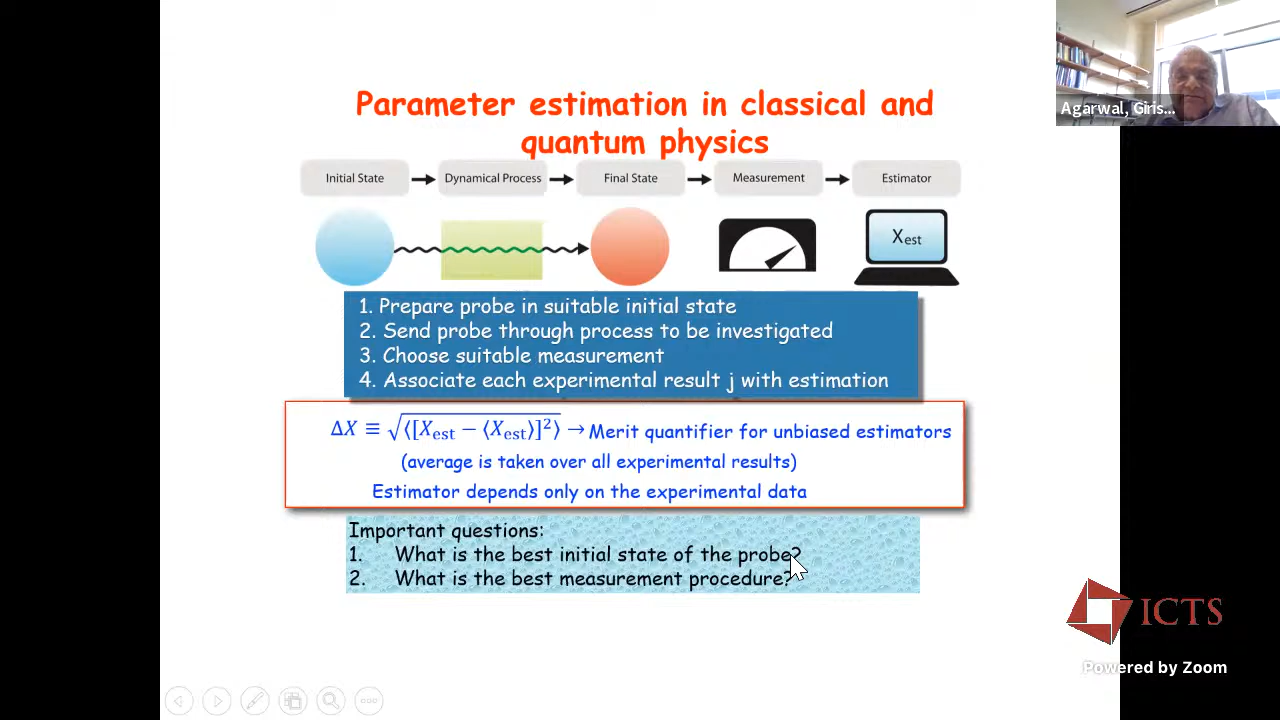 Parameter estimation in classical and
quantum physics
Initial State
Dynamical Process
Final State
Measurement
Estimator
Xest
1. Prepare probe in suitable initial state
2. Send probe through process to be investigated
3. Choose suitable measurement
4. Associate each experimental result j with estimation
ΔX ≡ √⟨[Xest − ⟨Xest⟩]²⟩ → Merit quantifier for unbiased estimators
(average is taken over all experimental results)
Estimator depends only on the experimental data
Important questions:
1. What is the best initial state of the probe?
2. What is the best measurement procedure?
Agarwal, Giris...
ICTS
Powered by Zoom